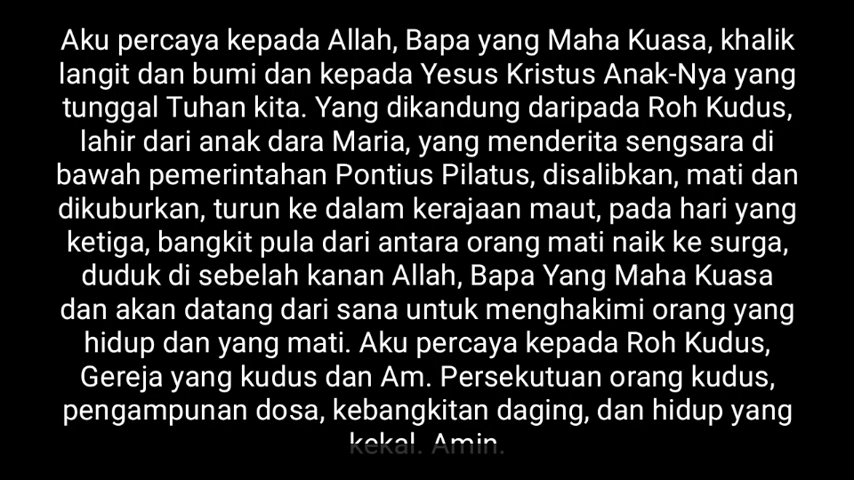 Aku percaya kepada Allah, Bapa yang Maha Kuasa, khalik
langit dan bumi dan kepada Yesus Kristus Anak-Nya yang
tunggal Tuhan kita. Yang dikandung daripada Roh Kudus,
lahir dari anak dara Maria, yang menderita sengsara di
bawah pemerintahan Pontius Pilatus, disalibkan, mati dan
dikuburkan, turun ke dalam kerajaan maut, pada hari yang
ketiga, bangkit pula dari antara orang mati naik ke surga,
duduk di sebelah kanan Allah, Bapa Yang Maha Kuasa
dan akan datang dari sana untuk menghakimi orang yang
hidup dan yang mati. Aku percaya kepada Roh Kudus,
Gereja yang kudus dan Am. Persekutuan orang kudus,
pengampunan dosa, kebangkitan daging, dan hidup yang
kekal. Amin.